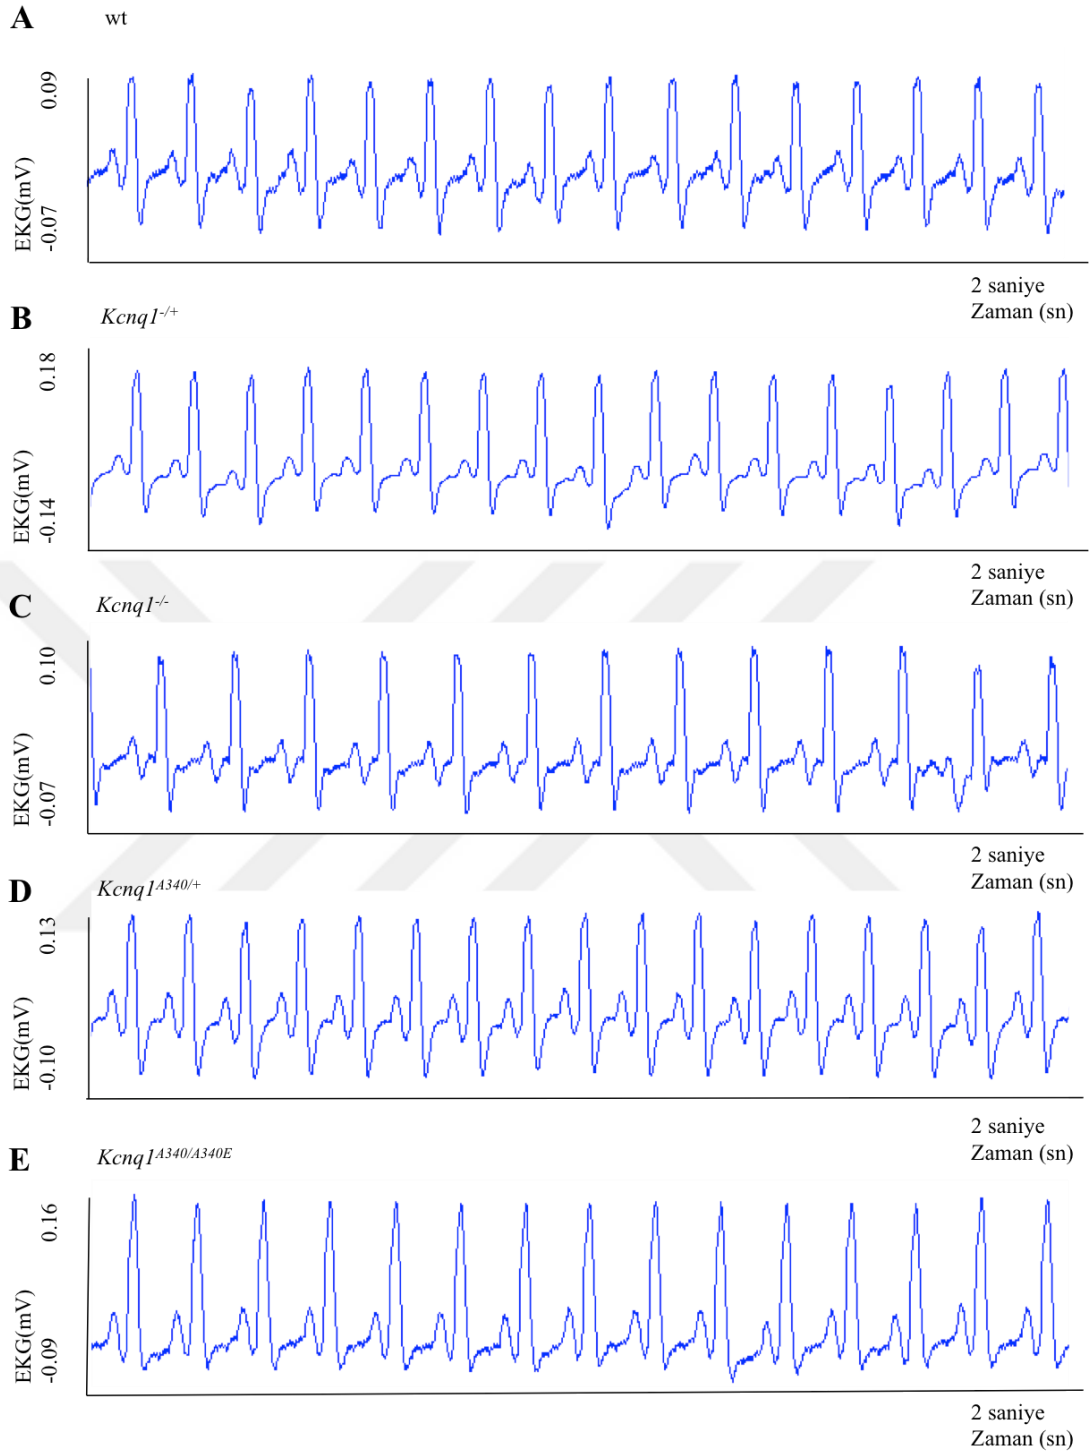 A
wt
0.09
EKG(mV)
-0.07
2 saniye
Zaman (sn)
B
Kcnq1-/+
0.18
EKG(mV)
-0.14
2 saniye
Zaman (sn)
C
Kcnq1-/-
0.10
EKG(mV)
-0.07
2 saniye
Zaman (sn)
D
Kcnq1A340/+
0.13
EKG(mV)
-0.10
2 saniye
Zaman (sn)
E
Kcnq1A340/A340E
0.16
EKG(mV)
-0.09
2 saniye
Zaman (sn)